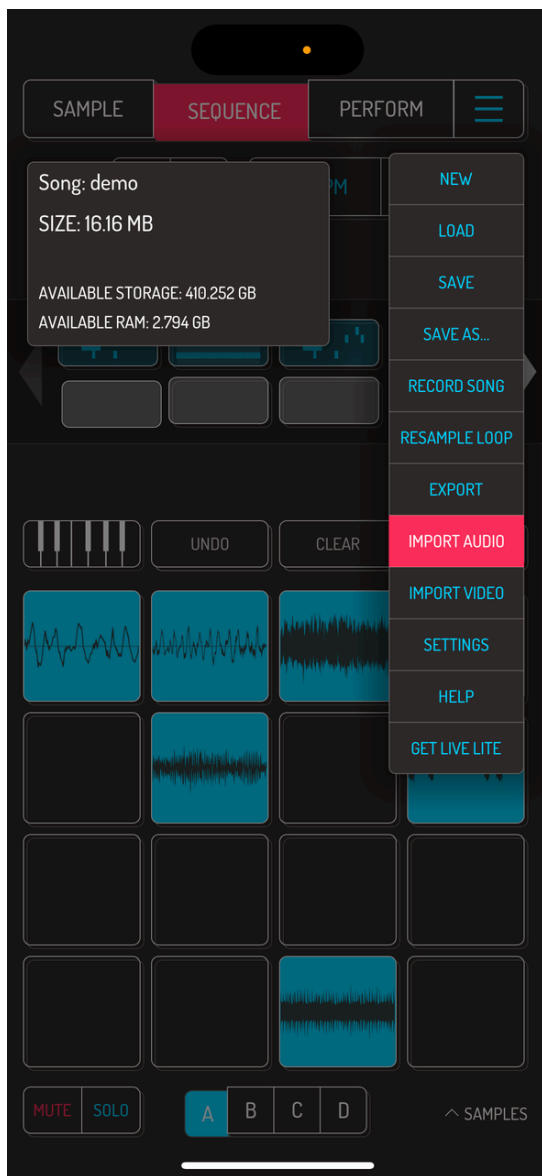 SAMPLE
SEQUENCE
PERFORM
Song: demo
SIZE: 16.16 MB
AVAILABLE STORAGE: 410.252 GB
AVAILABLE RAM: 2.794 GB
PM
NEW
LOAD
SAVE
SAVE AS...
RECORD SONG
RESAMPLE LOOP
EXPORT
IMPORT AUDIO
IMPORT VIDEO
SETTINGS
HELP
GET LIVE LITE
UNDO
CLEAR
MUTE
SOLO
A
B
C
D
SAMPLES